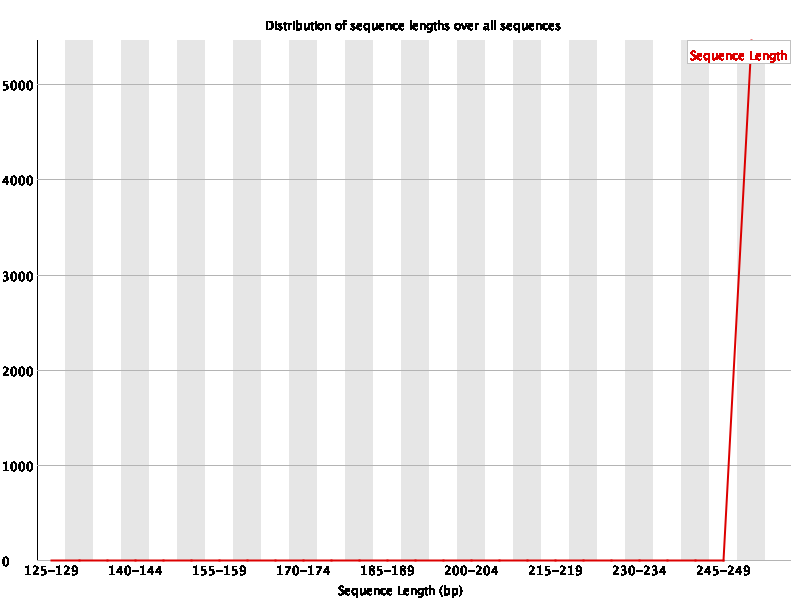 Distribution of sequence lengths over all sequences
Sequence Length
5000
4000
3000
2000
1000
0
125-129 140-144 155-159 170-174 185-189 200-204 215-219 230-234 245-249
Sequence Length (bp)